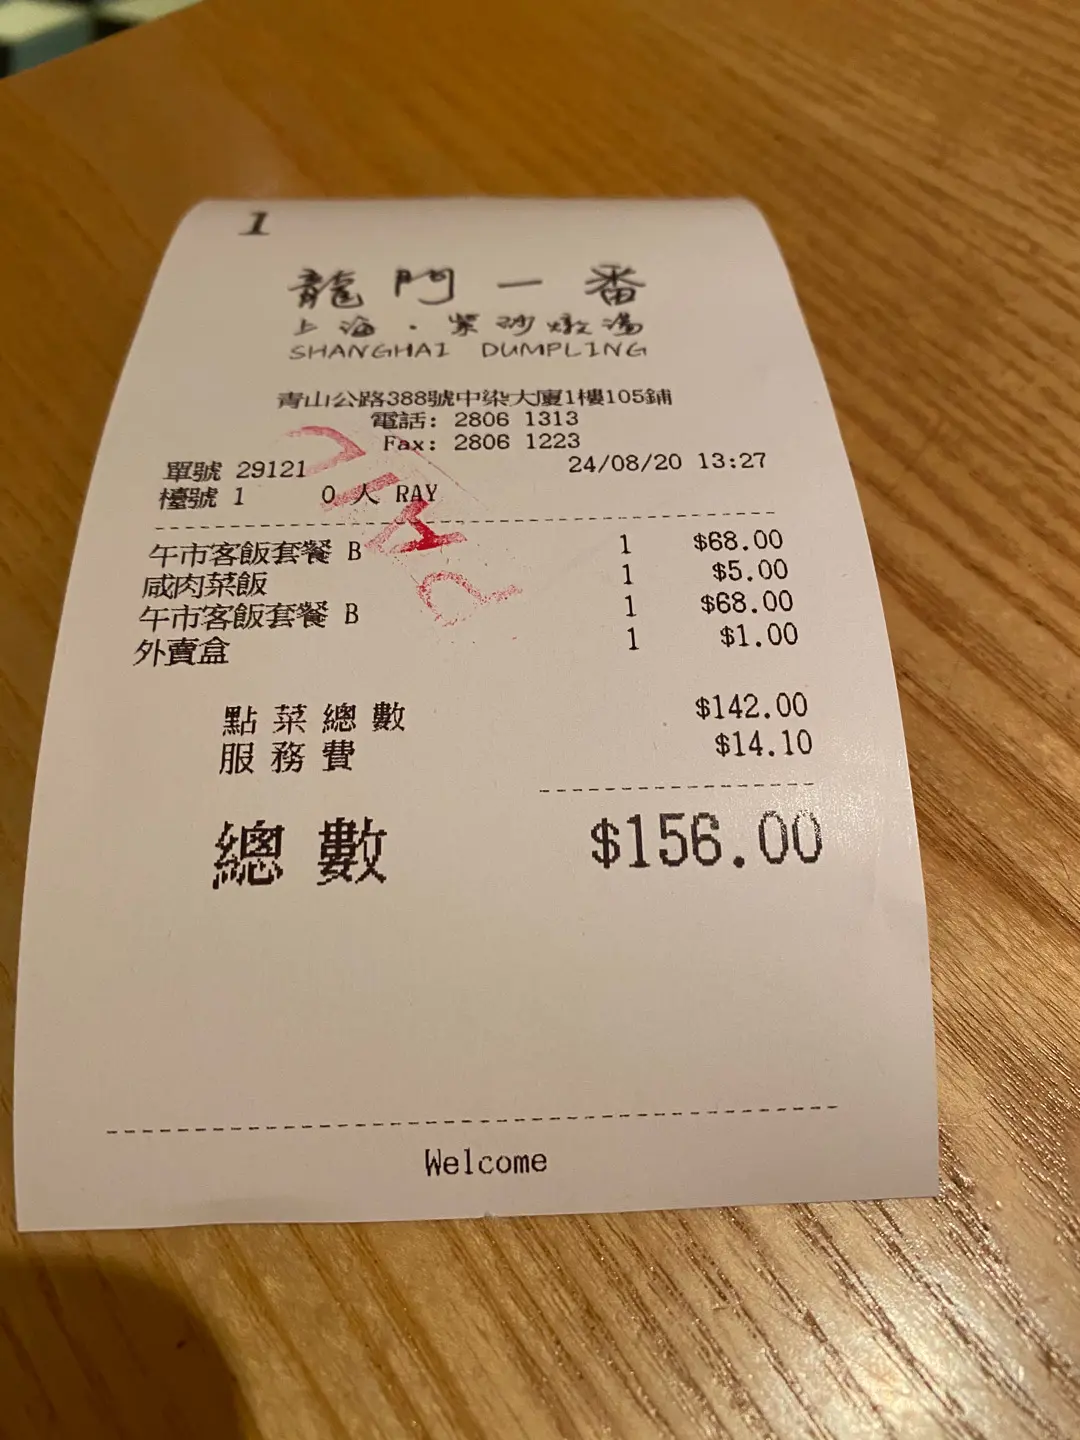 1
龍門一番
上海．紫砂燉湯
SHANGHAI DUMPLING
青山公路388號中染大廈1樓105鋪
電話: 2806 1313
Fax: 2806 1223
單號 29121 24/08/20 13:27
檯號 1 0 人 RAY
午市客飯套餐 B 1 $68.00
咸肉菜飯 1 $5.00
午市客飯套餐 B 1 $68.00
外賣盒 1 $1.00
點菜總數 $142.00
服務費 $14.10
總數 $156.00
Welcome